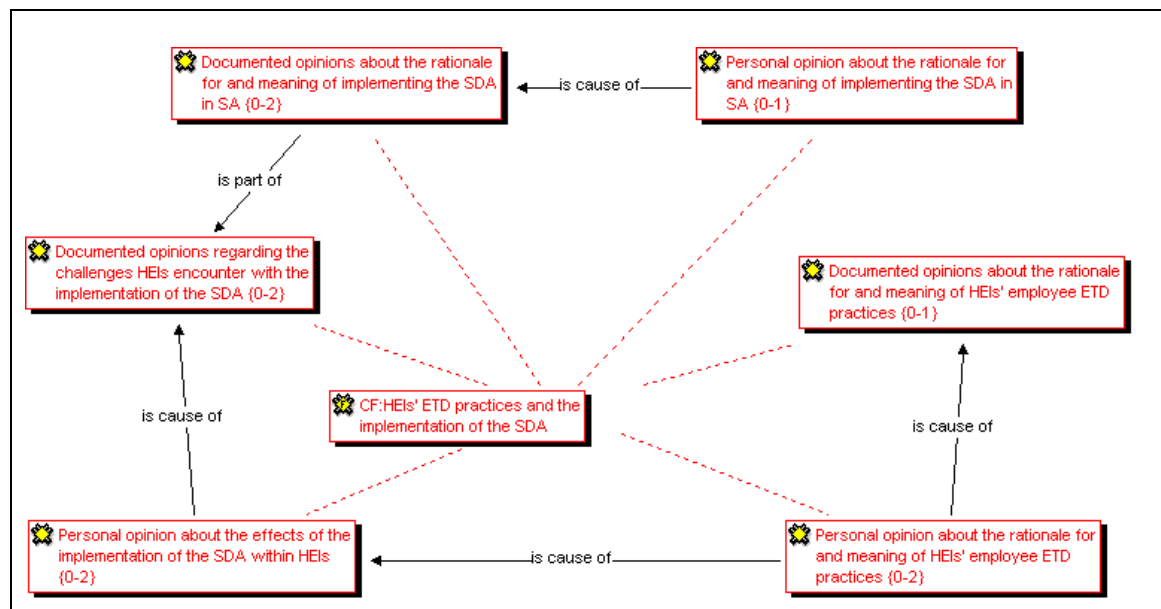 Documented opinions about the rationale
for and meaning of implementing the SDA
in SA {0-2}
is cause of
Personal opinion about the rationale for
and meaning of implementing the SDA in
SA {0-1}
is part of
Documented opinions regarding the
challenges HEIs encounter with the
implementation of the SDA {0-2}
Documented opinions about the rationale
for and meaning of HEIs' employee ETD
practices {0-1}
CF:HEIs' ETD practices and the
implementation of the SDA
is cause of
is cause of
Personal opinion about the effects of the
implementation of the SDA within HEIs
{0-2}
is cause of
Personal opinion about the rationale for
and meaning of HEIs' employee ETD
practices {0-2}